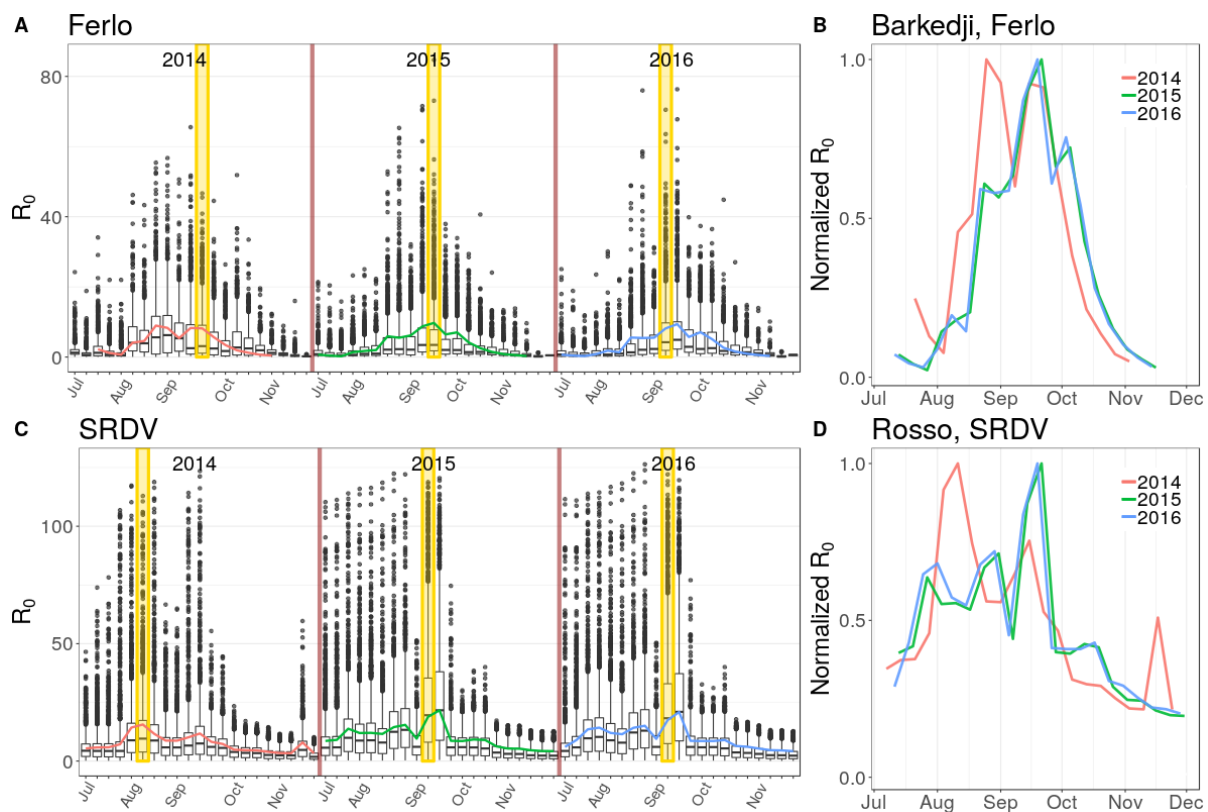 A Ferlo
2014 2015 2016
80
40
0
R0
Jul Aug Sep Oct Nov Jul Aug Sep Oct Nov Jul Aug Sep Oct Nov
B Barkedji, Ferlo
1.0
0.5
0.0
Normalized R0
2014
2015
2016
Jul Aug Sep Oct Nov Dec
C SRDV
2014 2015 2016
100
50
0
R0
Jul Aug Sep Oct Nov Jul Aug Sep Oct Nov Jul Aug Sep Oct Nov
D Rosso, SRDV
1.0
0.5
0.0
Normalized R0
2014
2015
2016
Jul Aug Sep Oct Nov Dec